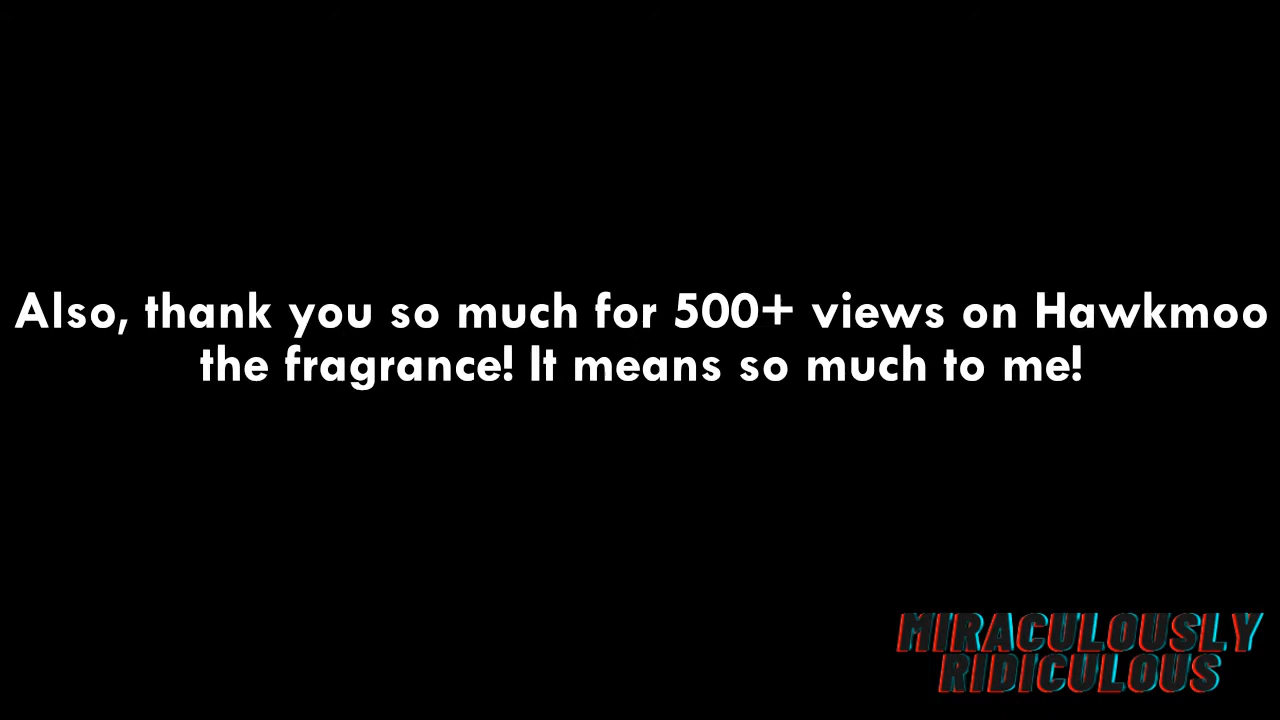 Also, thank you so much for 500+ views on Hawkmoo
the fragrance! It means so much to me!
MIRACULOUSLY
RIDICULOUS